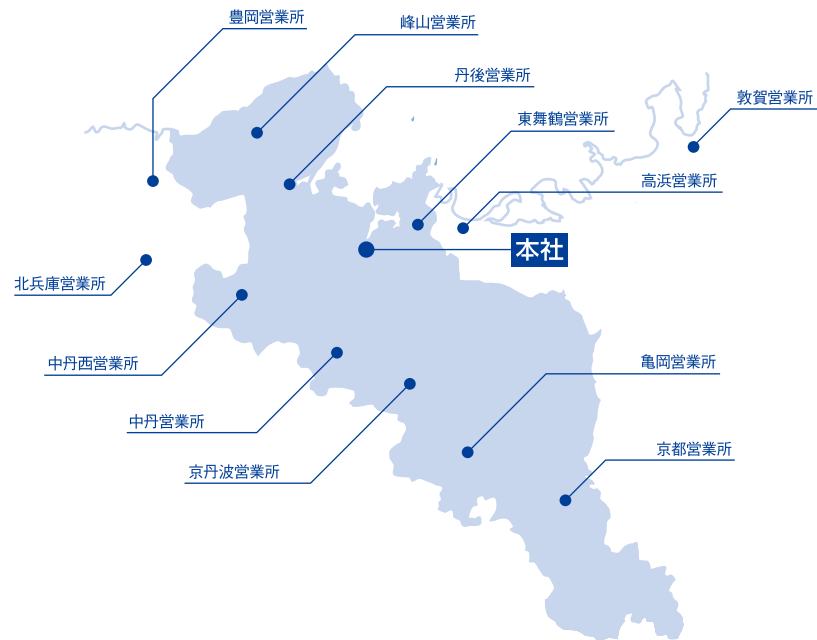 豊岡営業所
峰山営業所
丹後営業所
敦賀営業所
東舞鶴営業所
高浜営業所
本社
北兵庫営業所
中丹西営業所
亀岡営業所
中丹営業所
京都営業所
京丹波営業所